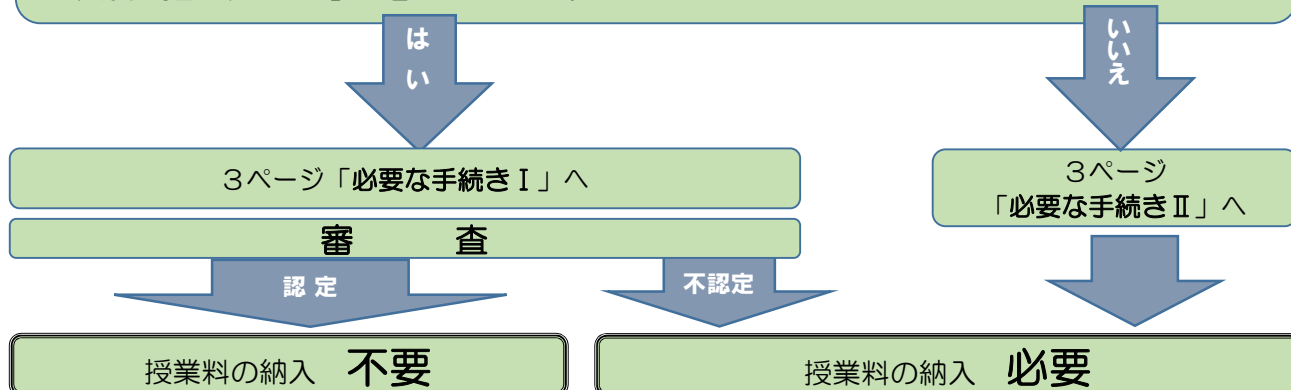 はい
いいえ
3ページ「必要な手続きⅠ」へ
3ページ
「必要な手続きⅡ」へ
審 査
認 定
不認定
授業料の納入 不要
授業料の納入 必要